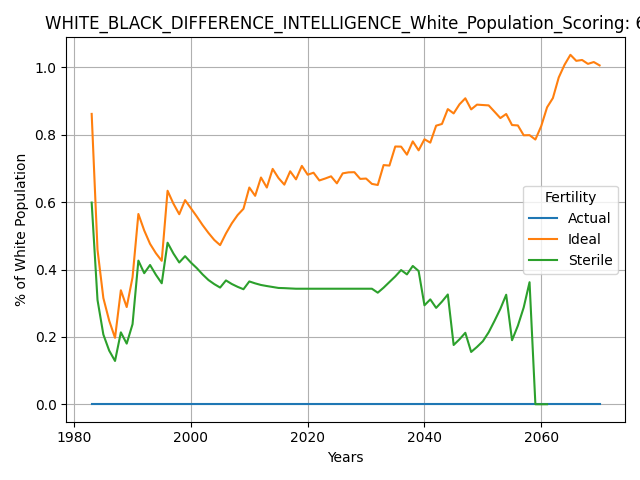 WHITE_BLACK_DIFFERENCE_INTELLIGENCE_White_Population_Scoring: 6
% of White Population
1.0
0.8
0.6
0.4
0.2
0.0
Fertility
Actual
Ideal
Sterile
1980
2000
2020
2040
2060
Years